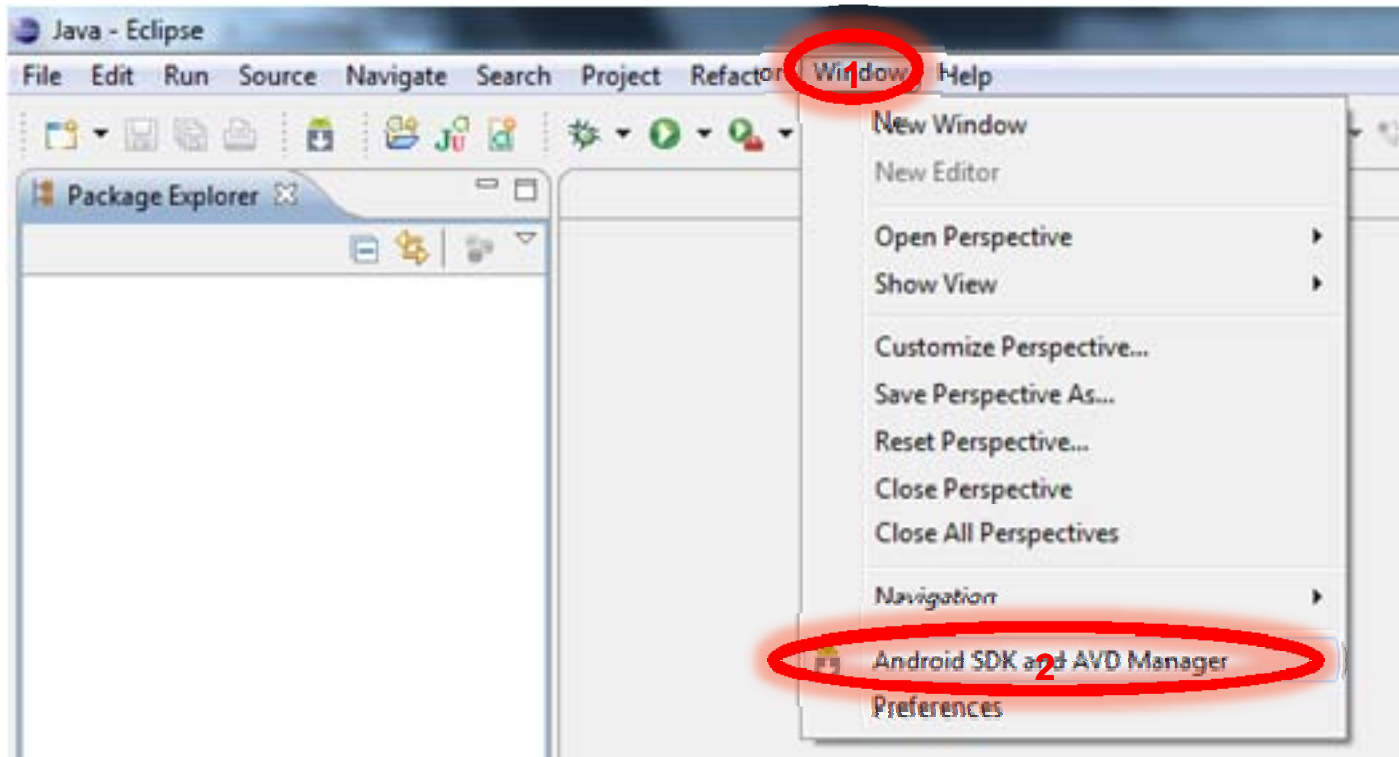 Java - Eclipse
File Edit Run Source Navigate Search Project Refactor Window Help
1
New Window
New Editor
Package Explorer
Open Perspective
Show View
Customize Perspective...
Save Perspective As...
Reset Perspective...
Close Perspective
Close All Perspectives
Navigation
Android SDK and AVD Manager
2
Preferences